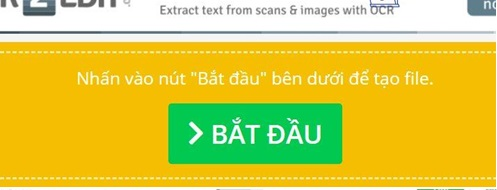 Extract text from scans & images with OCR
Nhấn vào nút "Bắt đầu" bên dưới để tạo file.
BẮT ĐẦU